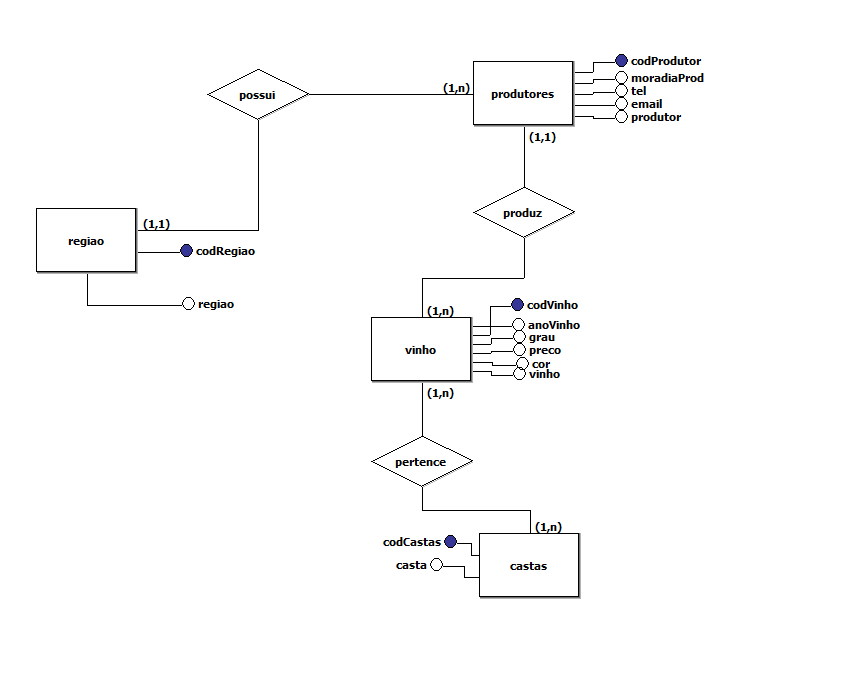 codProdutor
moradiaProd
tel
email
produtor
possui
(1,n)
produtores
(1,1)
produz
(1,1)
regiao
codRegiao
regiao
(1,n)
codVinho
anoVinho
grau
preco
cor
vinho
vinho
(1,n)
pertence
(1,n)
codCastas
casta
castas